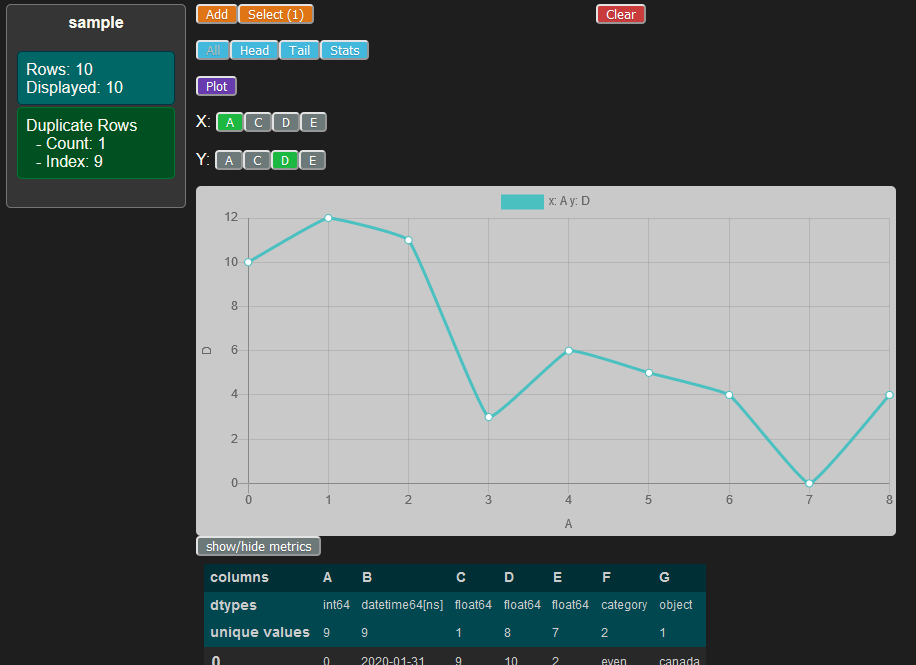 sample
Rows: 10
Displayed: 10
Duplicate Rows
- Count: 1
- Index: 9
Add Select (1) Clear
All Head Tail Stats
Plot
X: A C D E
Y: A C D E
x: A y: D
12
10
8
6
4
2
0
D
0 1 2 3 4 5 6 7 8
A
show/hide metrics
columns A B C D E F G
dtypes int64 datetime64[ns] float64 float64 float64 category object
unique values 9 9 1 8 7 2 1
0 0 2020-01-31 9 10 2 even canada